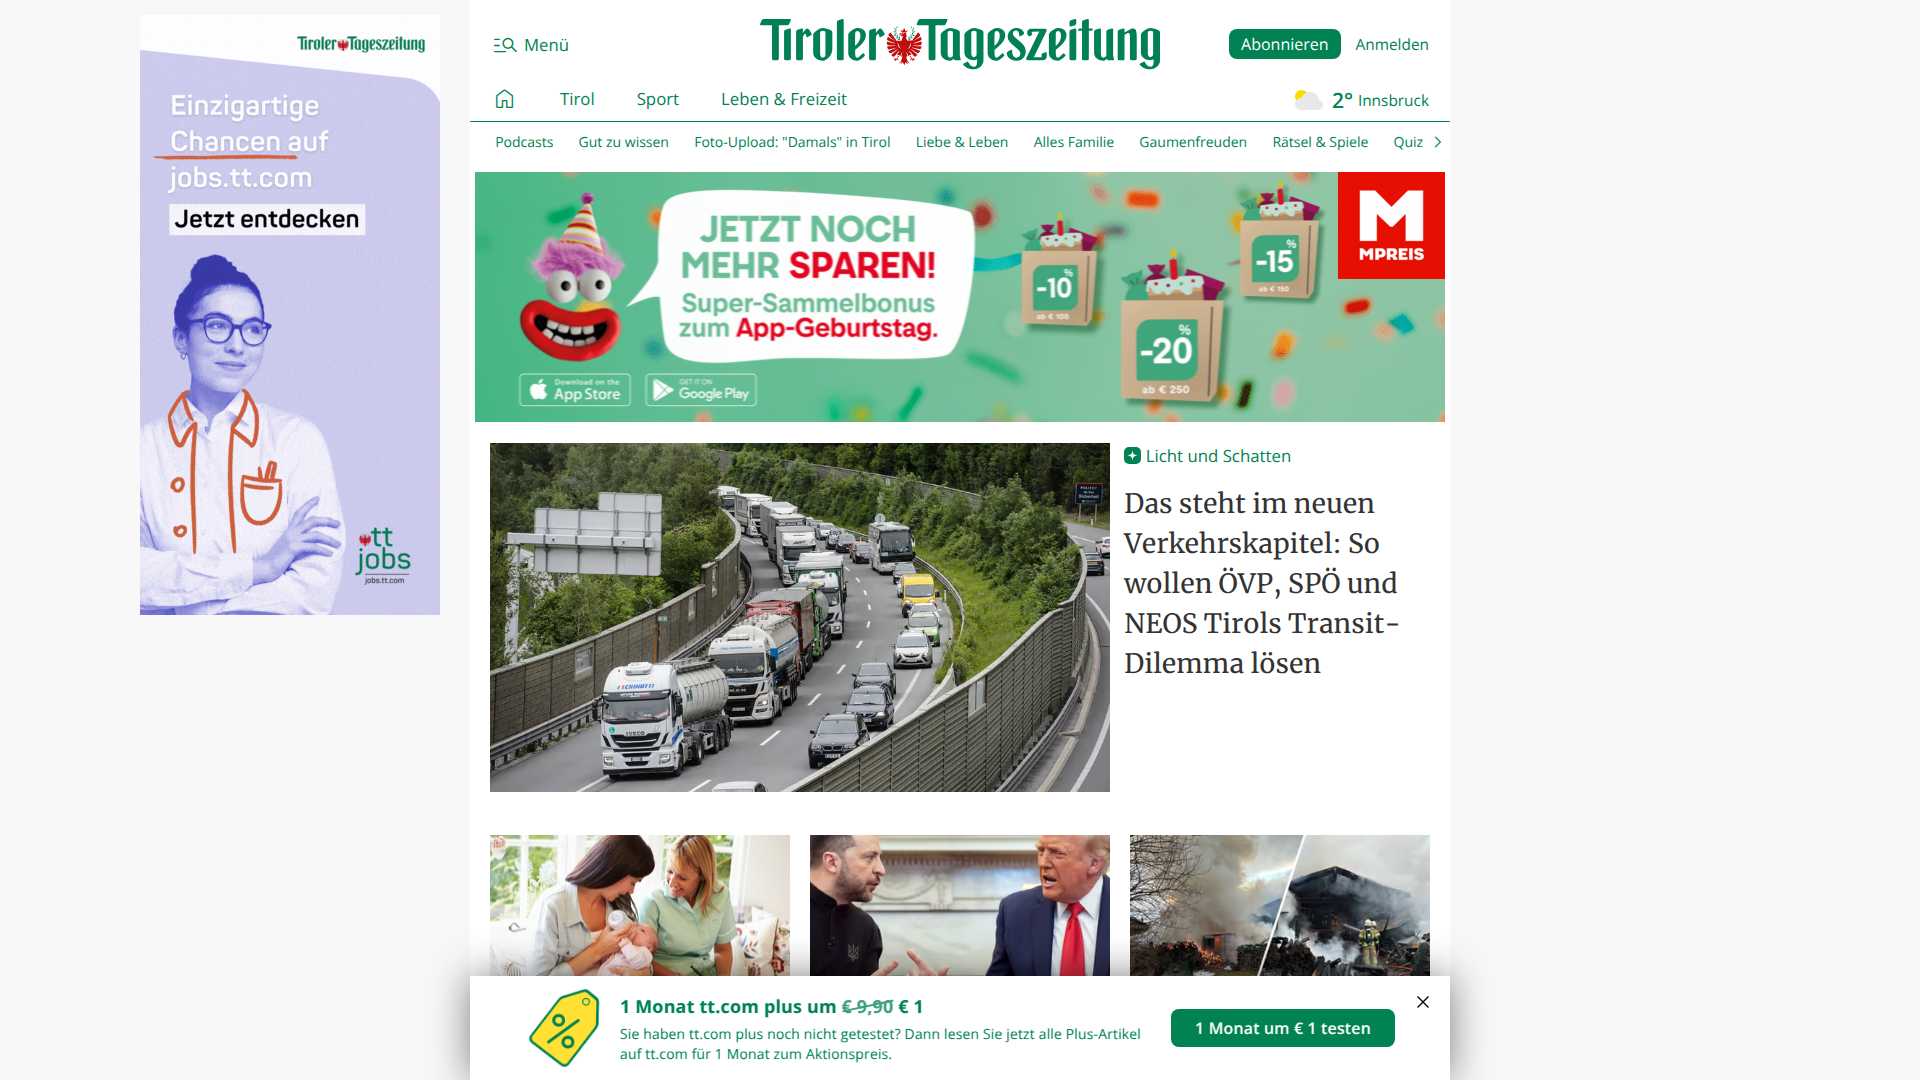 Tiroler Tageszeitung
Einzigartige
Chancen auf
jobs.tt.com
Jetzt entdecken
tt
jobs
jobs.tt.com
Menü
Tiroler Tageszeitung
Abonnieren
Anmelden
Tirol
Sport
Leben & Freizeit
2° Innsbruck
Podcasts
Gut zu wissen
Foto-Upload: "Damals" in Tirol
Liebe & Leben
Alles Familie
Gaumenfreuden
Rätsel & Spiele
Quiz
JETZT NOCH
MEHR SPAREN!
Super-Sammelbonus
zum App-Geburtstag.
Download on the
App Store
GET IT ON
Google Play
-10%
ab € 100
-20%
ab € 250
-15%
ab € 150
M
MPREIS
Licht und Schatten
Das steht im neuen
Verkehrskapitel: So
wollen ÖVP, SPÖ und
NEOS Tirols Transit-
Dilemma lösen
IVECO
1 Monat tt.com plus um € 9,90 € 1
Sie haben tt.com plus noch nicht getestet? Dann lesen Sie jetzt alle Plus-Artikel
auf tt.com für 1 Monat zum Aktionspreis.
1 Monat um € 1 testen